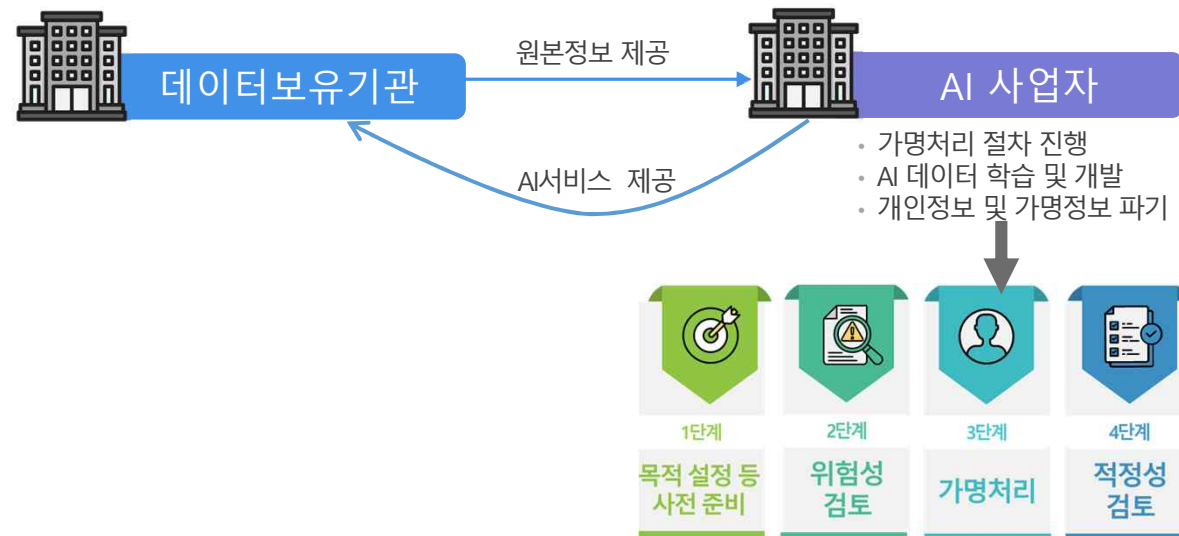 원본정보 제공
데이터보유기관
AI 사업자
AI서비스 제공
• 가명처리 절차 진행
• AI 데이터 학습 및 개발
• 개인정보 및 가명정보 파기
1단계
목적 설정 등
사전 준비
2단계
위험성
검토
3단계
가명처리
4단계
적정성
검토